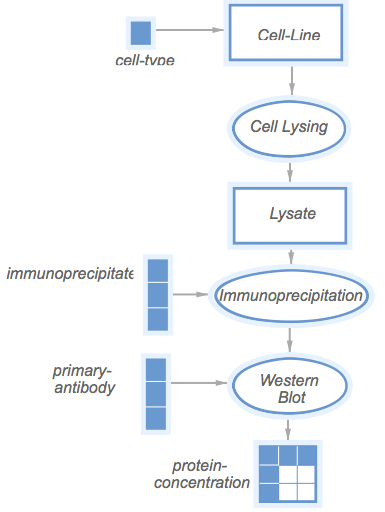 Cell-Line
cell-type
Cell Lysing
Lysate
immunoprecipitate
Immunoprecipitation
primary-
antibody
Western
Blot
protein-
concentration